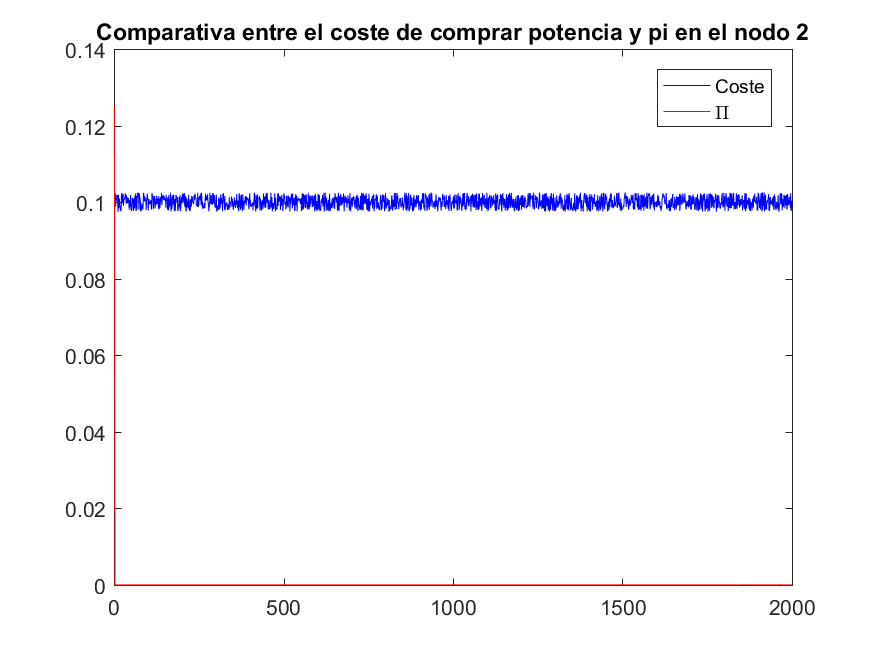 Comparativa entre el coste de comprar potencia y pi en el nodo 2
0.14
0.12
0.1
0.08
0.06
0.04
0.02
0
0 500 1000 1500 2000
Coste
Π